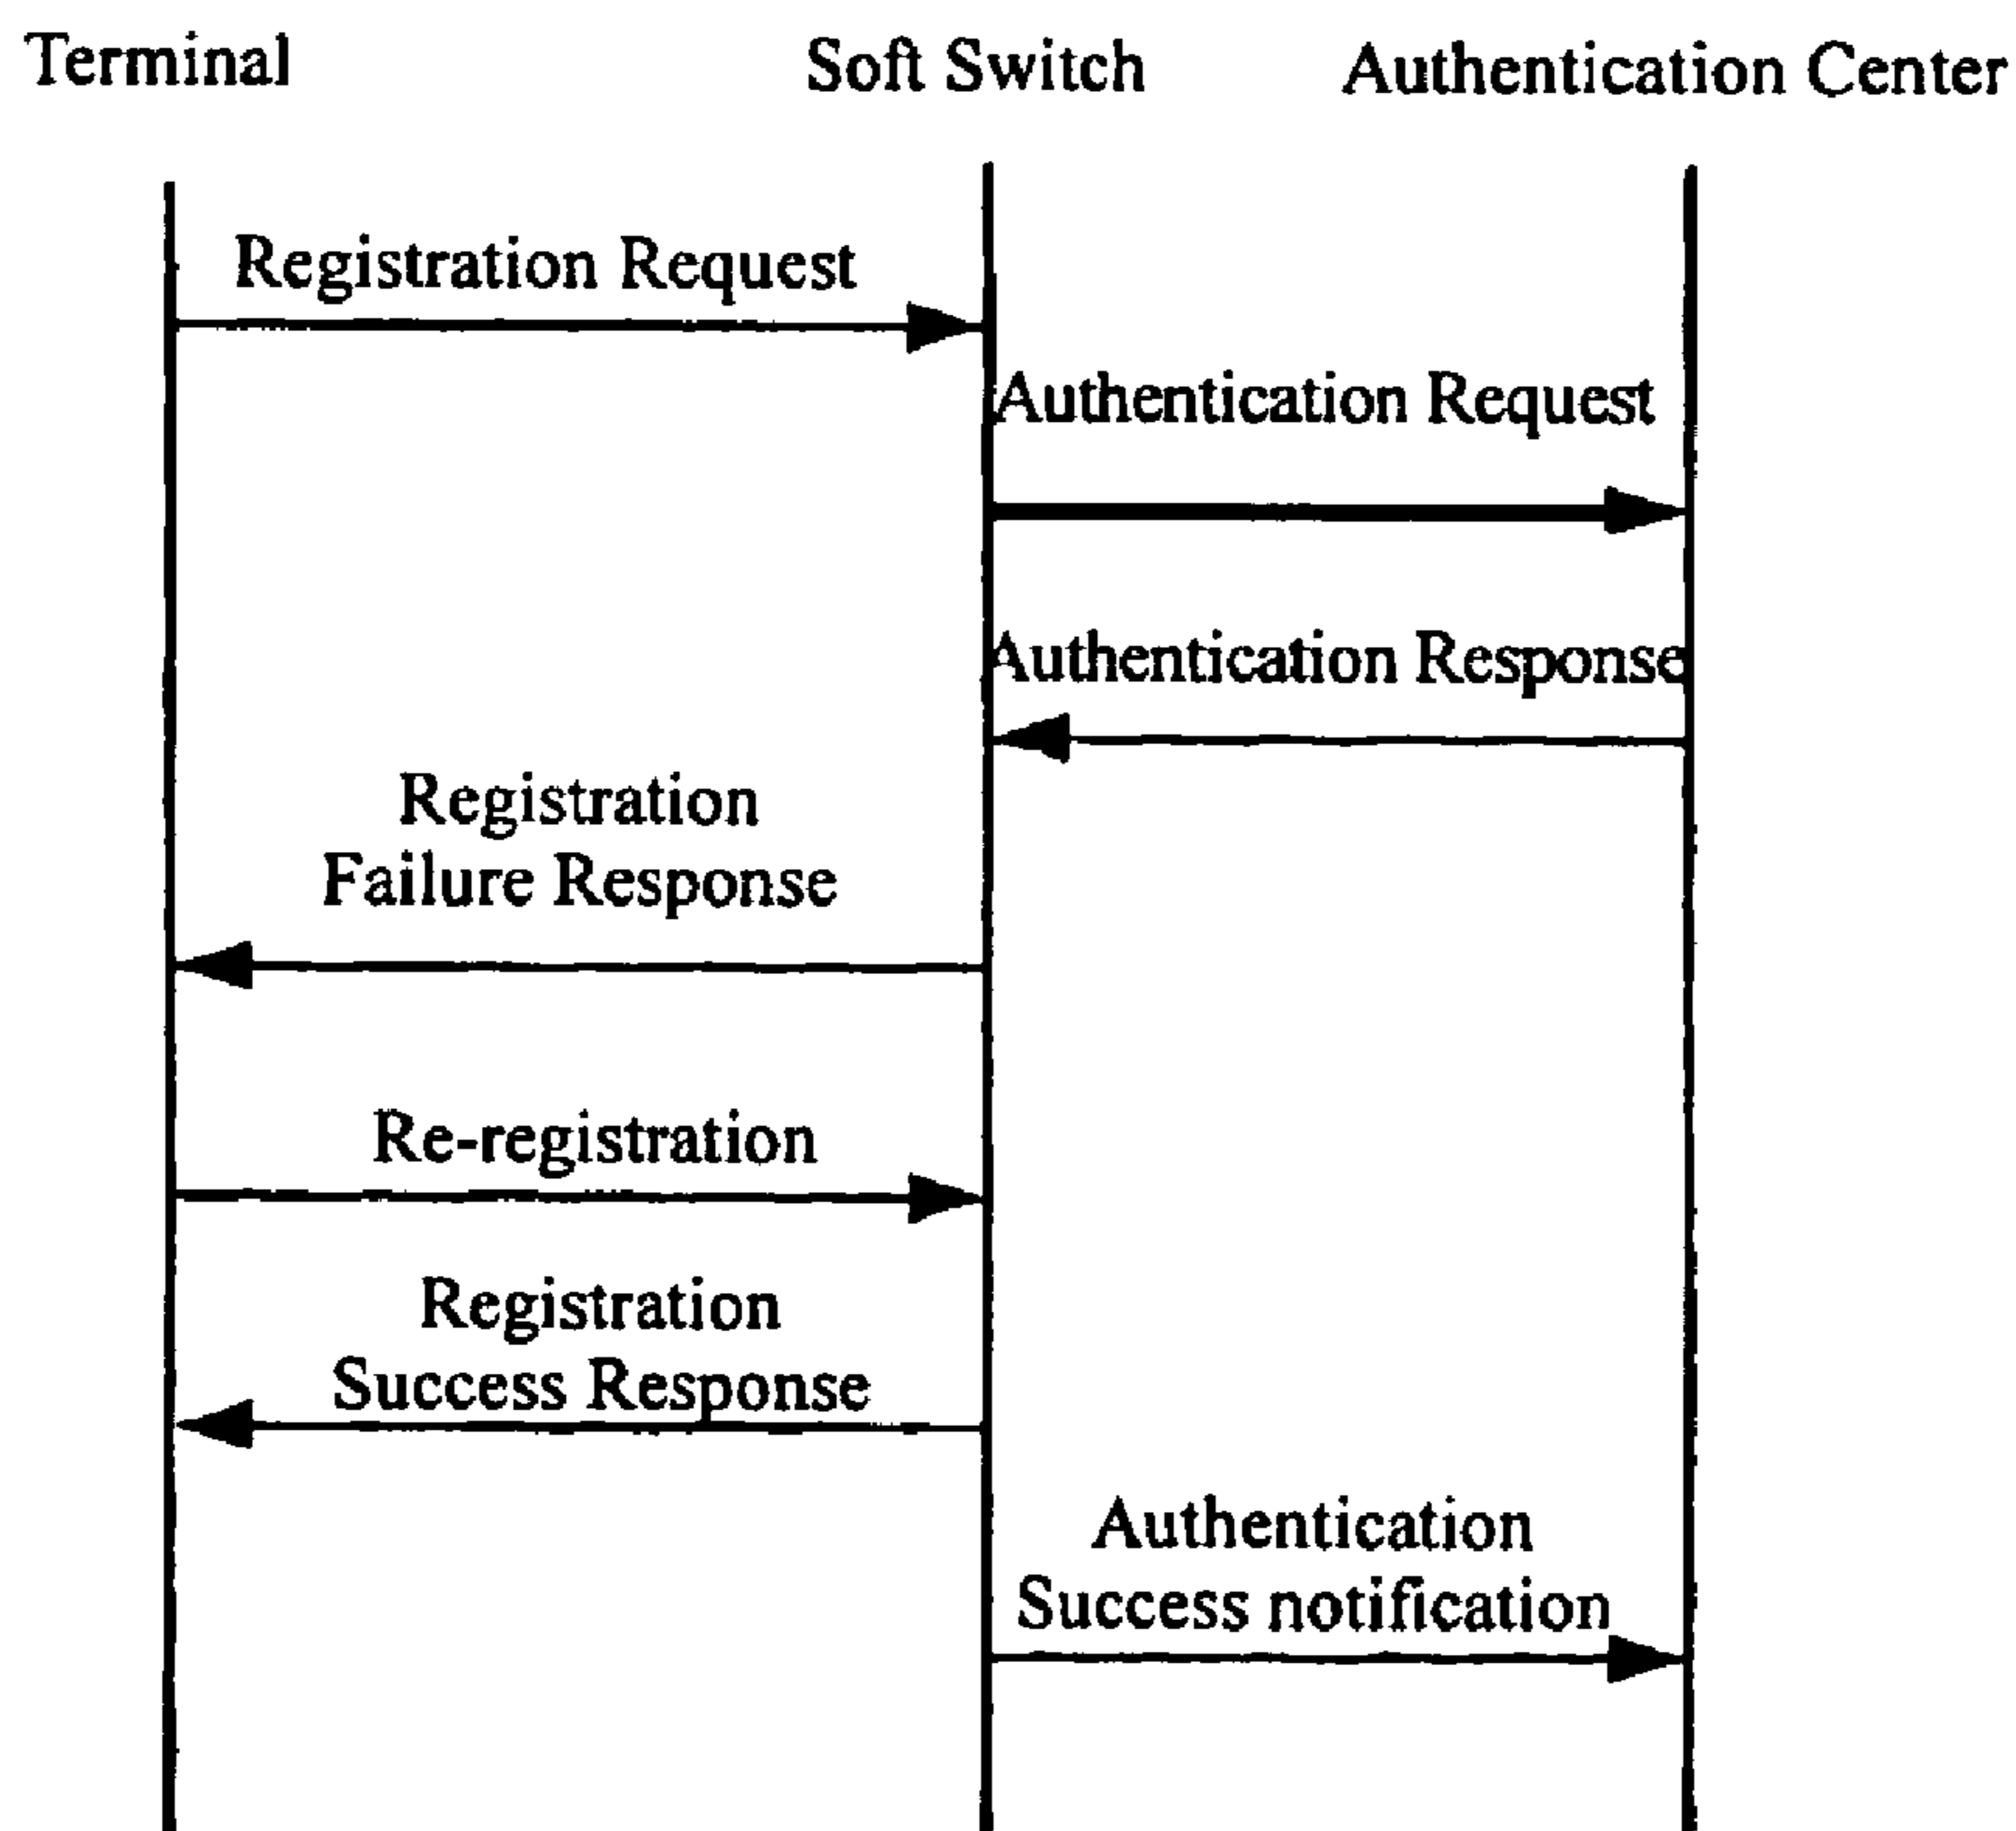 Terminal
Soft Switch
Authentication Center
Registration Request
Authentication Request
Authentication Response
Registration
Failure Response
Re-registration
Registration
Success Response
Authentication
Success notification